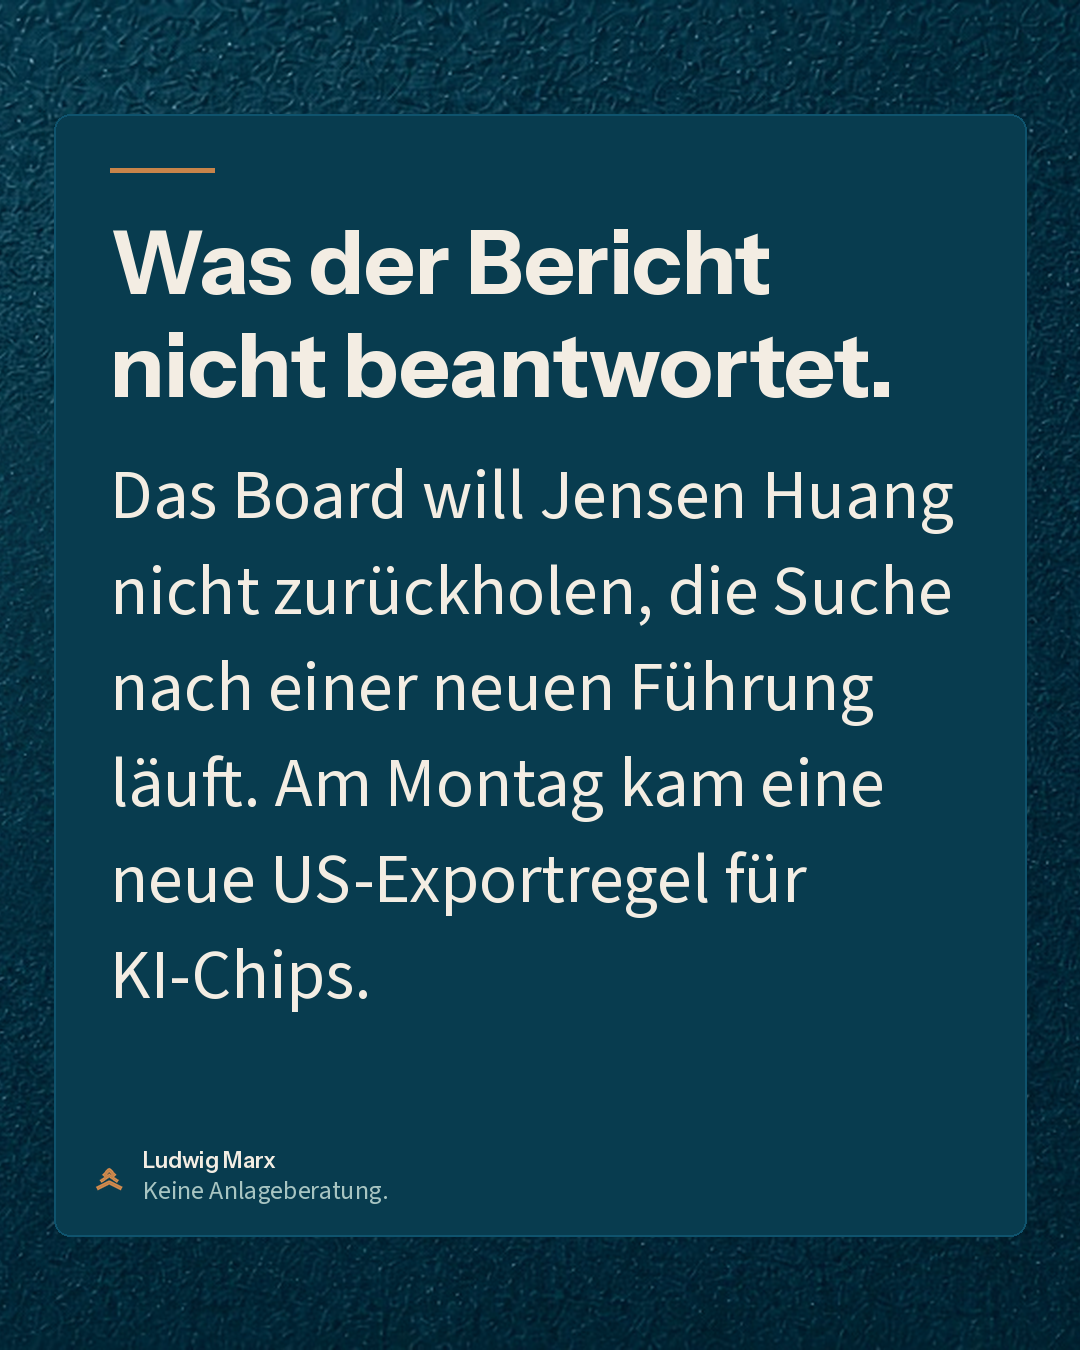 Was der Bericht
nicht beantwortet.
Das Board will Jensen Huang
nicht zurückholen, die Suche
nach einer neuen Führung
läuft. Am Montag kam eine
neue US-Exportregel für
KI-Chips.
Ludwig Marx
Keine Anlageberatung.